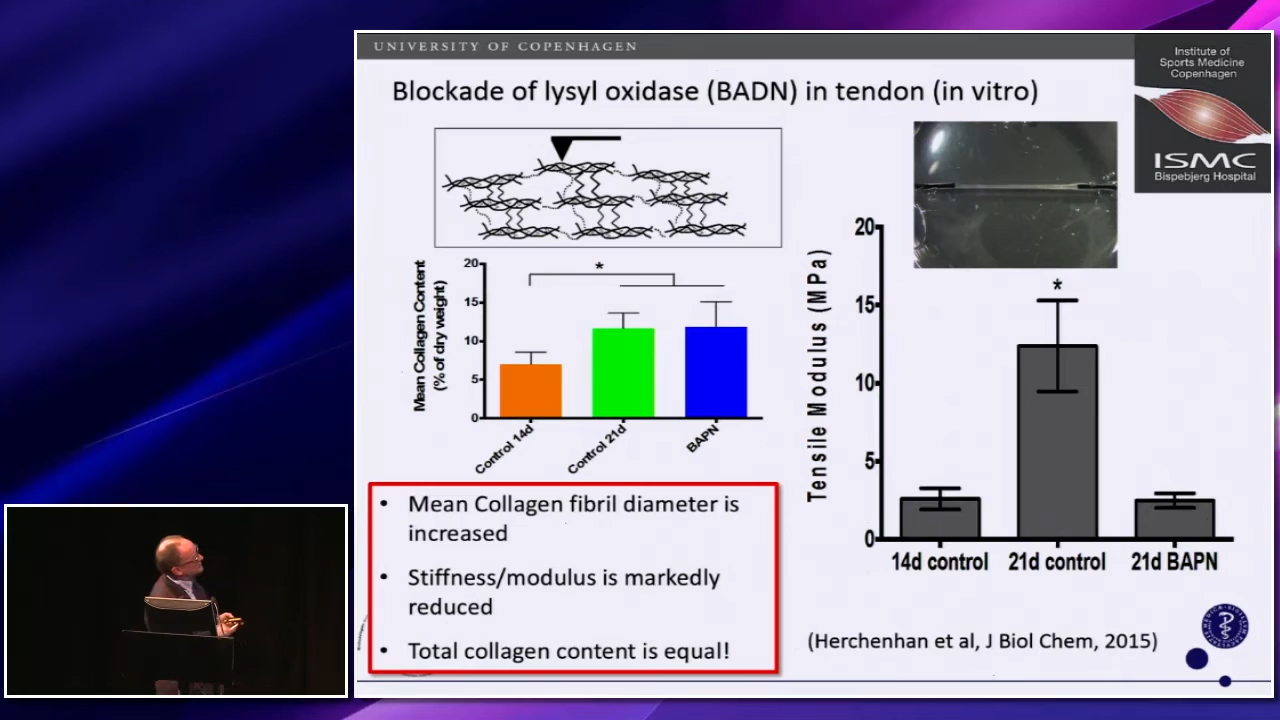 UNIVERSITY OF COPENHAGEN
Institute of
Sports Medicine
Copenhagen
ISMC
Bispebjerg Hospital
Blockade of lysyl oxidase (BADN) in tendon (in vitro)
Mean Collagen Content
(% of dry weight)
20
15
10
5
0
*
Control 14d
Control 21d
BAPN
Tensile Modulus (MPa)
20
15
10
5
0
*
14d control
21d control
21d BAPN
• Mean Collagen fibril diameter is
increased
• Stiffness/modulus is markedly
reduced
• Total collagen content is equal!
(Herchenhan et al, J Biol Chem, 2015)